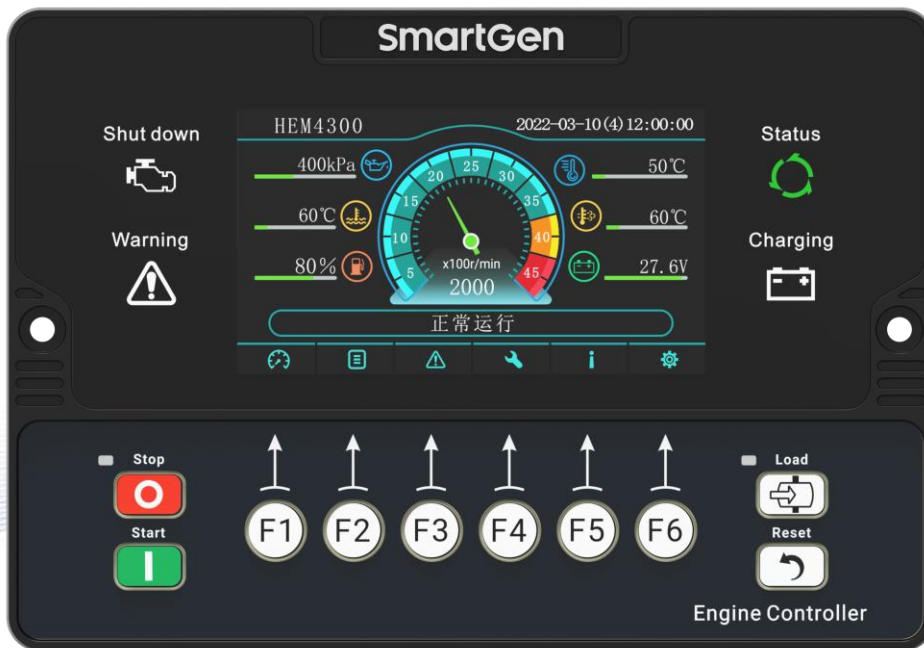 SmartGen
HEM4300 2022-03-10(4)12:00:00
Shut down
Warning
400kPa
60℃
80%
5 10 15 20 25 30 35 40 45
x100r/min
2000
50℃
60℃
27.6V
正常运行
Status
Charging
Stop
Start
F1 F2 F3 F4 F5 F6
Load
Reset
Engine Controller